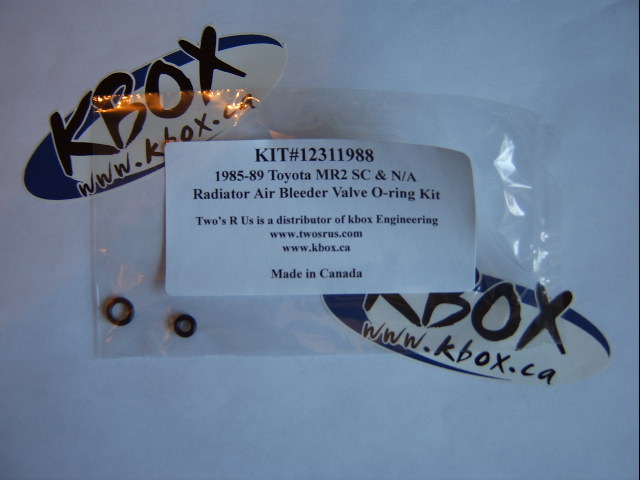 KBOX
www.kbox.ca
KIT#12311988
1985-89 Toyota MR2 SC & N/A
Radiator Air Bleeder Valve O-ring Kit
Two's R Us is a distributor of kbox Engineering
www.twosrus.com
www.kbox.ca
Made in Canada
KBOX
www.kbox.ca